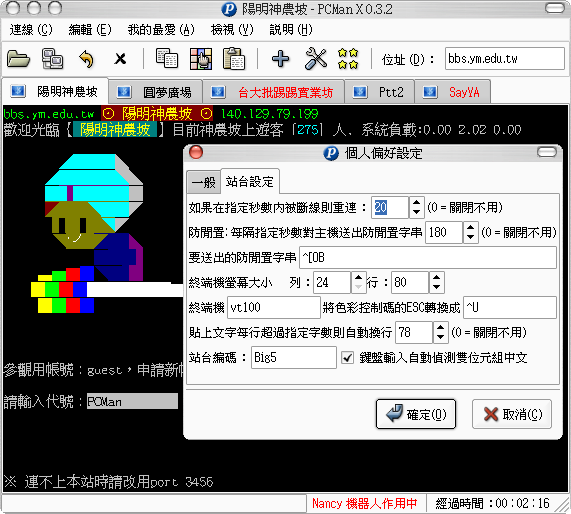 陽明神農坡 - PCMan X 0.3.2
連線(C) 編輯(E) 我的最愛(A) 檢視(V) 說明(H)
位址(D)： bbs.ym.edu.tw
陽明神農坡 圓夢廣場 台大批踢踢實業坊 Ptt2 SayYA
bbs.ym.edu.tw ⊙ 陽明神農坡 ⊙ 140.129.79.199
歡迎光臨【 陽明神農坡 】目前神農坡上遊客 [275] 人、系統負載:0.00 2.02 0.00
個人偏好設定
一般 站台設定
如果在指定秒數內被斷線則重連： 20 (0 = 關閉不用)
防閒置: 每隔指定秒數對主機送出防閒置字串 180 (0 = 關閉不用)
要送出的防閒置字串 ^[OB
終端機螢幕大小 列： 24 行： 80
終端機 vt100 將色彩控制碼的ESC轉換成 ^U
貼上文字每行超過指定字數則自動換行 78 (0 = 關閉不用)
站台編碼： Big5 鍵盤輸入自動偵測雙位元組中文
確定(O) 取消(C)
參觀用帳號：guest，申請新
請輸入代號：PCMan
※ 連不上本站時請改用port 3456
Nancy 機器人作用中 經過時間：00:02:16